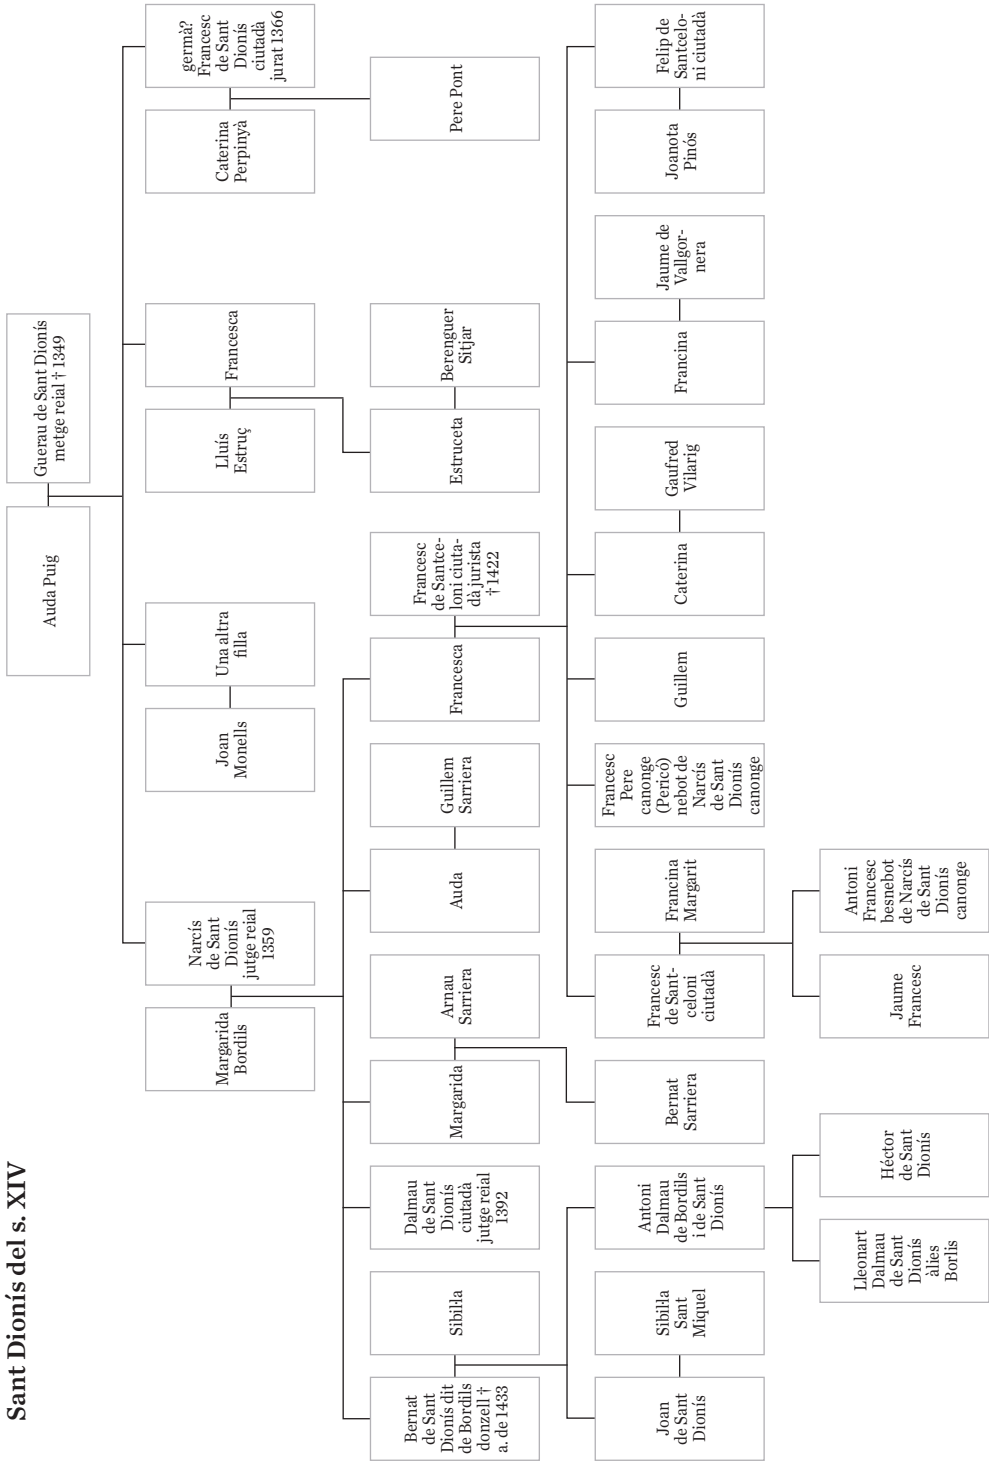 Sant Dionís del s. XIV
Auda Puig
Guerau de Sant Dionís
metge reial † 1349
Margarida
Bordils
Narcís
de Sant
Dionís
jutge reial
1359
Joan
Monells
Una altra
filla
Lluís
Estruç
Francesca
Caterina
Perpinyà
germà?
Francesc
de Sant
Dionís
ciutadà
jurat 1366
Bernat
de Sant
Dionís dit
de Bordils
donzell †
a. de 1433
Sibil·la
Dalmau
de Sant
Dionís
ciutadà
jutge reial
1392
Margarida
Arnau
Sarriera
Auda
Guillem
Sarriera
Francesca
Francesc
de Santce-
loni ciuta-
dà jurista
†1422
Estruceta
Berenguer
Sitjar
Pere Pont
Joan
de Sant
Dionís
Sibil·la
Sant
Miquel
Antoni
Dalmau
de Bordils
i de Sant
Dionís
Bernat
Sarriera
Francesc
de Sant-
celoni
ciutadà
Francina
Margarit
Francesc
Pere
canonge
(Pericó)
nebot de
Narcís
de Sant
Dionís
canonge
Guillem
Caterina
Gaufred
Vilarig
Francina
Jaume de
Vallgor-
nera
Joanota
Pinós
Felip de
Santcelo-
ni ciutadà
Lleonart
Dalmau
de Sant
Dionís
àlies
Borlis
Héctor
de Sant
Dionís
Jaume
Francesc
Antoni
Francesc
besnebot
de Narcís
de Sant
Dionís
canonge